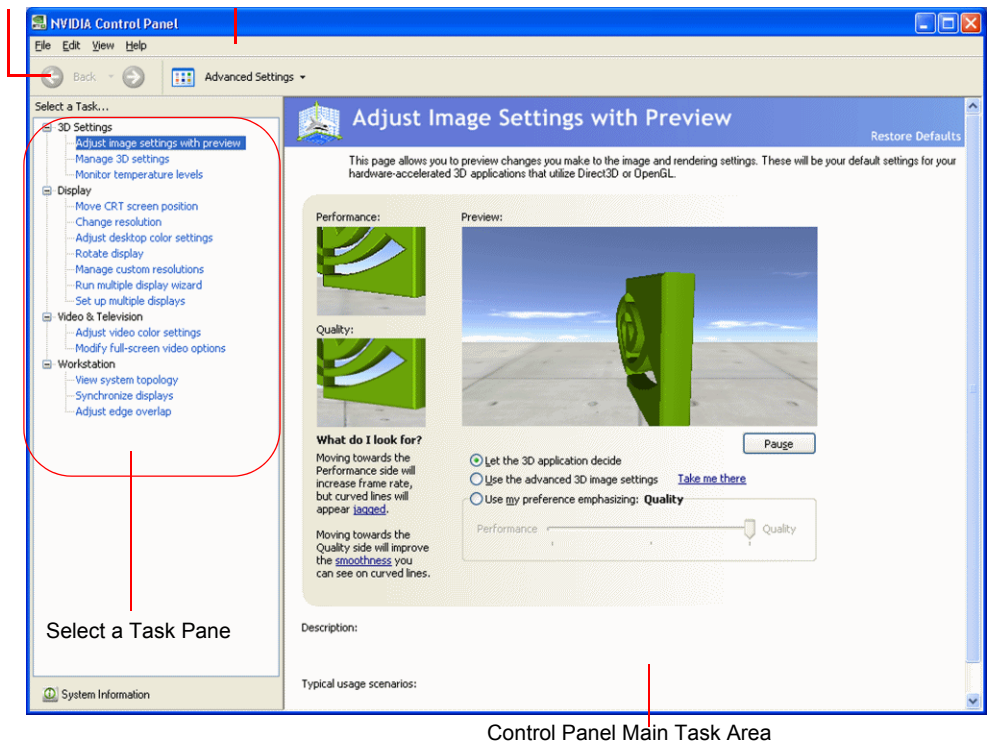 NVIDIA Control Panel
File Edit View Help
Back Advanced Settings
Select a Task...
3D Settings
Adjust image settings with preview
Manage 3D settings
Monitor temperature levels
Display
Move CRT screen position
Change resolution
Adjust desktop color settings
Rotate display
Manage custom resolutions
Run multiple display wizard
Set up multiple displays
Video & Television
Adjust video color settings
Modify full-screen video options
Workstation
View system topology
Synchronize displays
Adjust edge overlap
Select a Task Pane
System Information
Adjust Image Settings with Preview
Restore Defaults
This page allows you to preview changes you make to the image and rendering settings. These will be your default settings for your
hardware-accelerated 3D applications that utilize Direct3D or OpenGL.
Performance:
Quality:
What do I look for?
Moving towards the
Performance side will
increase frame rate,
but curved lines will
appear jagged.
Moving towards the
Quality side will improve
the smoothness you
can see on curved lines.
Preview:
Pause
Let the 3D application decide
Use the advanced 3D image settings Take me there
Use my preference emphasizing: Quality
Performance Quality
Description:
Typical usage scenarios:
Control Panel Main Task Area